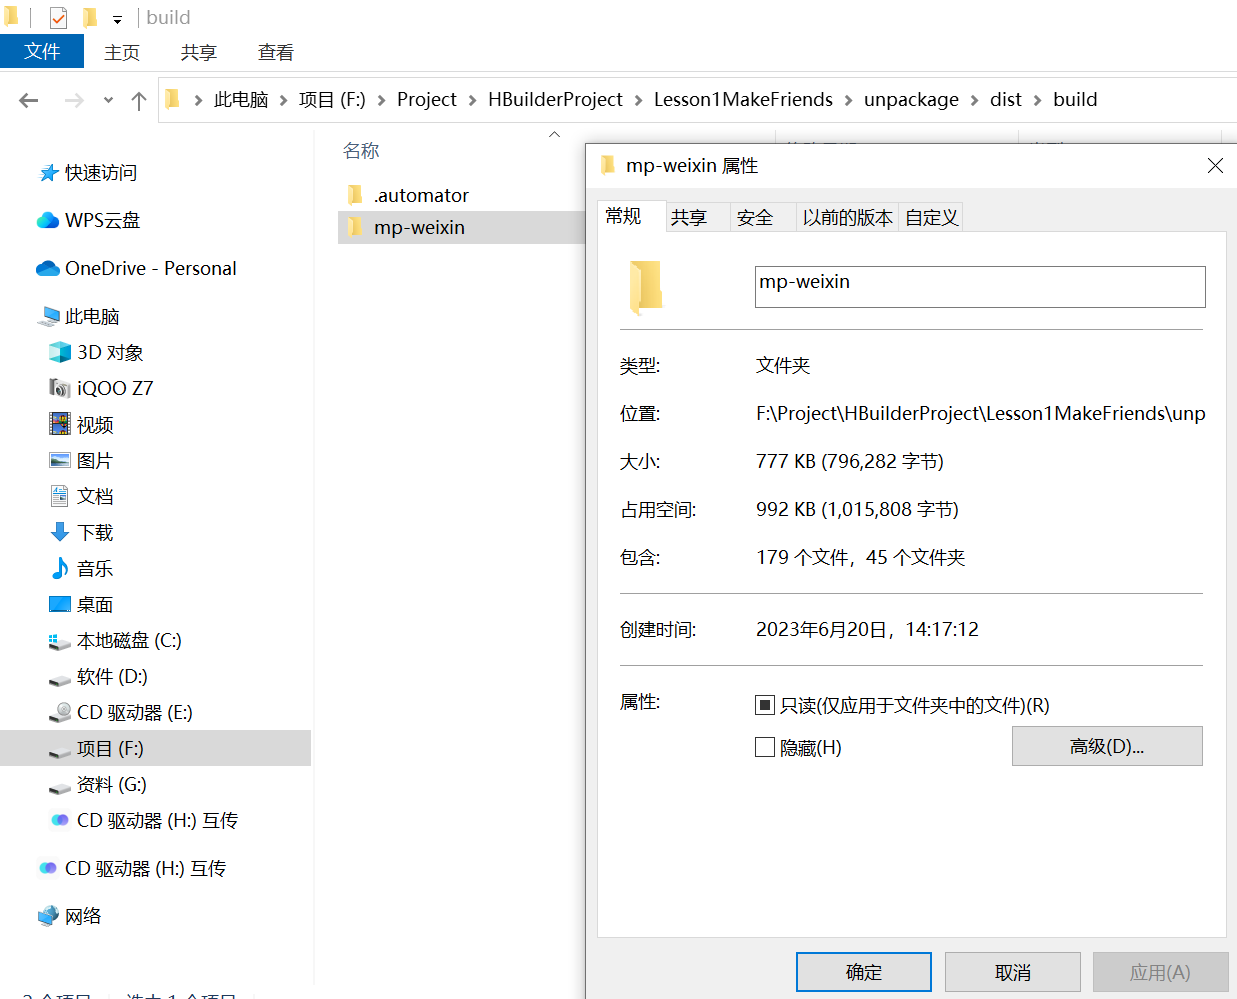 build
文件 主页 共享 查看
此电脑 项目 (F:) Project HBuilderProject Lesson1MakeFriends unpackage dist build
名称
快速访问
WPS云盘
OneDrive - Personal
此电脑
3D 对象
iQOO Z7
视频
图片
文档
下载
音乐
桌面
本地磁盘 (C:)
软件 (D:)
CD 驱动器 (E:)
项目 (F:)
资料 (G:)
CD 驱动器 (H:) 互传
CD 驱动器 (H:) 互传
网络
.automator
mp-weixin
mp-weixin 属性
常规 共享 安全 以前的版本 自定义
mp-weixin
类型: 文件夹
位置: F:\Project\HBuilderProject\Lesson1MakeFriends\unp
大小: 777 KB (796,282 字节)
占用空间: 992 KB (1,015,808 字节)
包含: 179 个文件，45 个文件夹
创建时间: 2023年6月20日，14:17:12
属性: 只读(仅应用于文件夹中的文件)(R)
隐藏(H) 高级(D)...
确定 取消 应用(A)